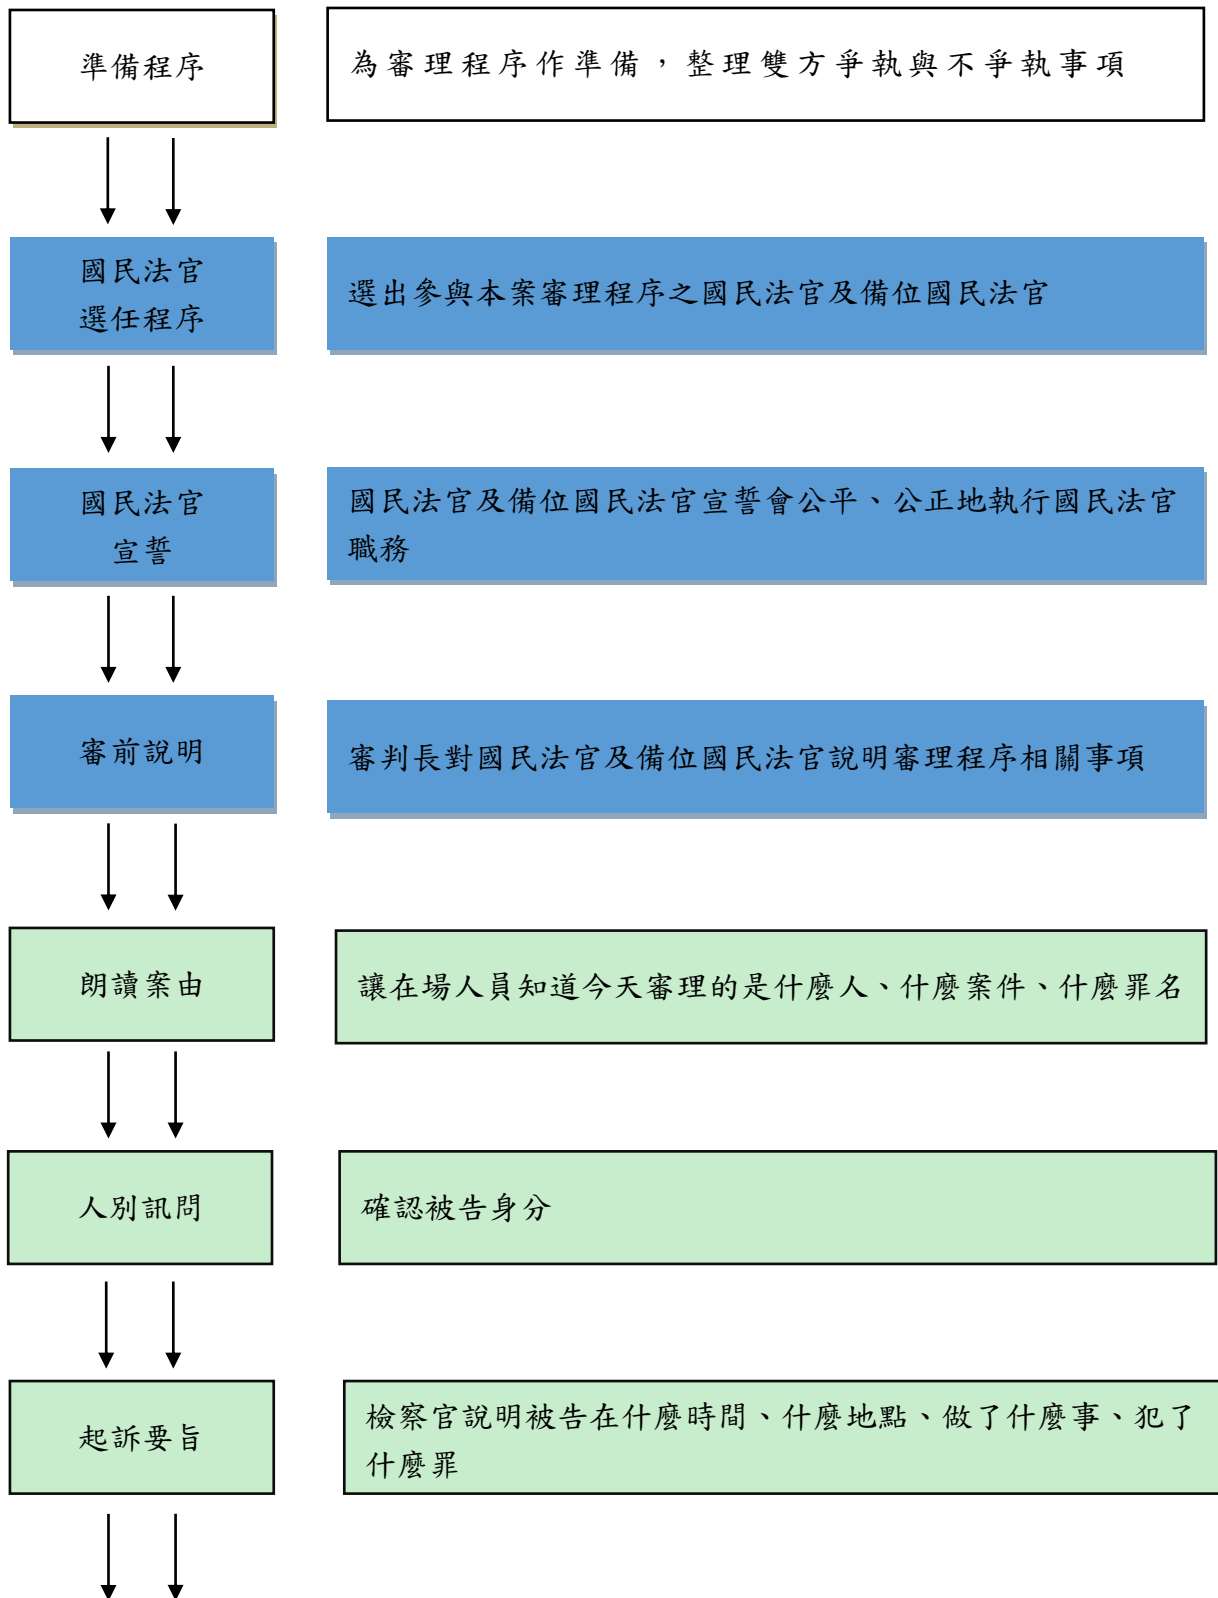 準備程序
為審理程序作準備，整理雙方爭執與不爭執事項
國民法官
選任程序
選出參與本案審理程序之國民法官及備位國民法官
國民法官
宣誓
國民法官及備位國民法官宣誓會公平、公正地執行國民法官
職務
審前說明
審判長對國民法官及備位國民法官說明審理程序相關事項
朗讀案由
讓在場人員知道今天審理的是什麼人、什麼案件、什麼罪名
人別訊問
確認被告身分
起訴要旨
檢察官說明被告在什麼時間、什麼地點、做了什麼事、犯了
什麼罪